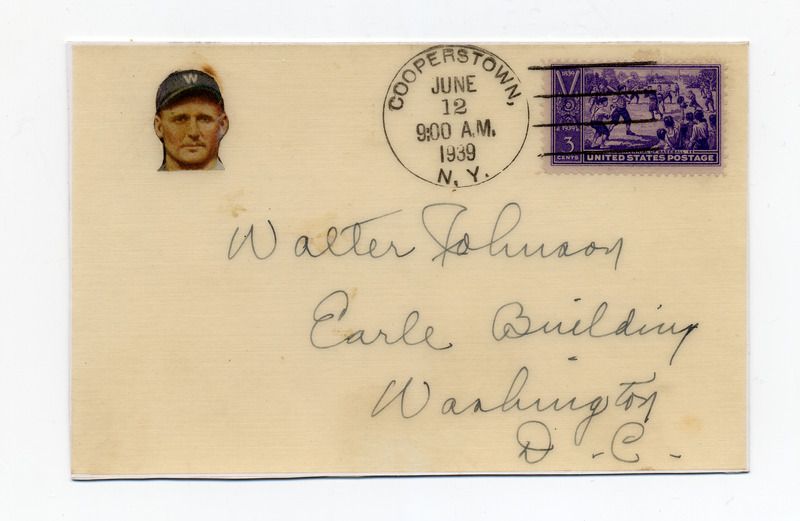 W
COOPERSTOWN,
JUNE
12
9:00 A.M.
1939
N.Y.
1839
1939
3
CENTS
UNITED STATES POSTAGE
Walter Johnson
Earle Building
Washington
D.C.